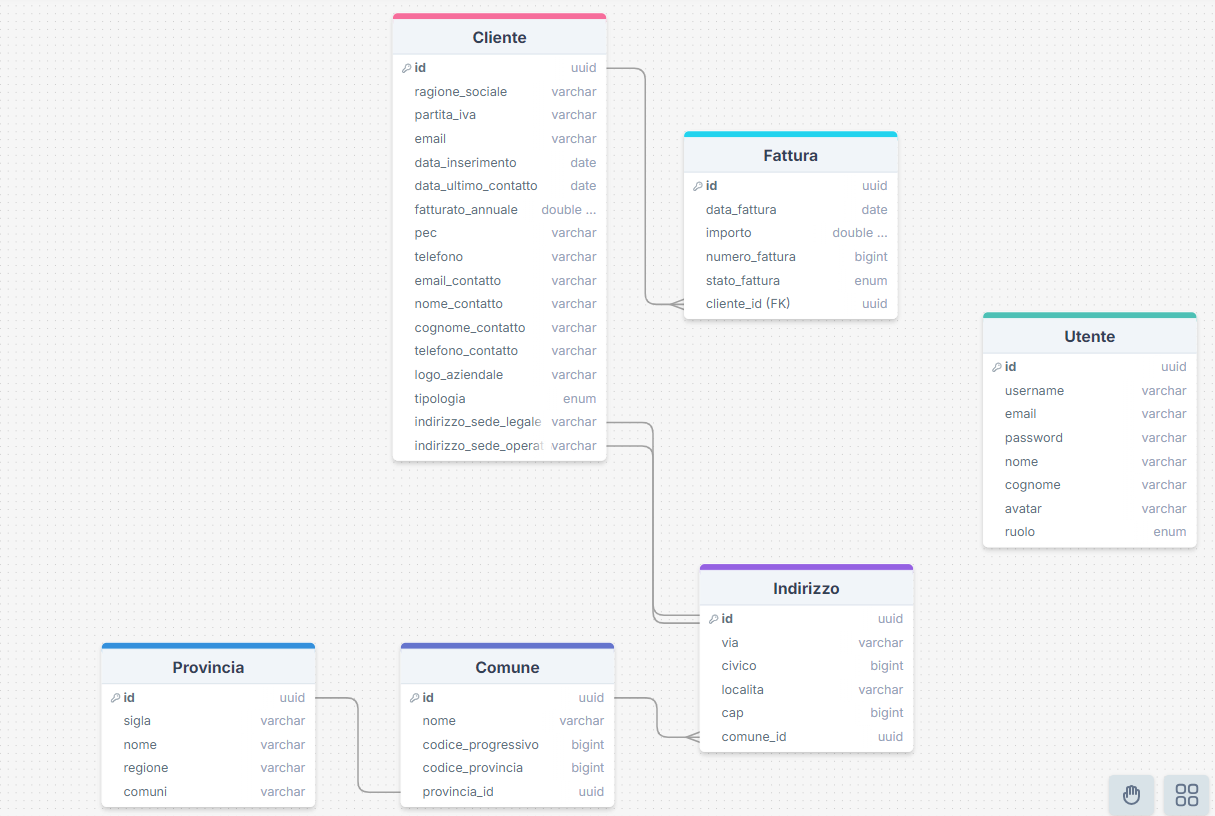 Cliente
id uuid
ragione_sociale varchar
partita_iva varchar
email varchar
data_inserimento date
data_ultimo_contatto date
fatturato_annuale double ...
pec varchar
telefono varchar
email_contatto varchar
nome_contatto varchar
cognome_contatto varchar
telefono_contatto varchar
logo_aziendale varchar
tipologia enum
indirizzo_sede_legale varchar
indirizzo_sede_operat varchar
Fattura
id uuid
data_fattura date
importo double ...
numero_fattura bigint
stato_fattura enum
cliente_id (FK) uuid
Utente
id uuid
username varchar
email varchar
password varchar
nome varchar
cognome varchar
avatar varchar
ruolo enum
Indirizzo
id uuid
via varchar
civico bigint
localita varchar
cap bigint
comune_id uuid
Provincia
id uuid
sigla varchar
nome varchar
regione varchar
comuni varchar
Comune
id uuid
nome varchar
codice_progressivo bigint
codice_provincia bigint
provincia_id uuid